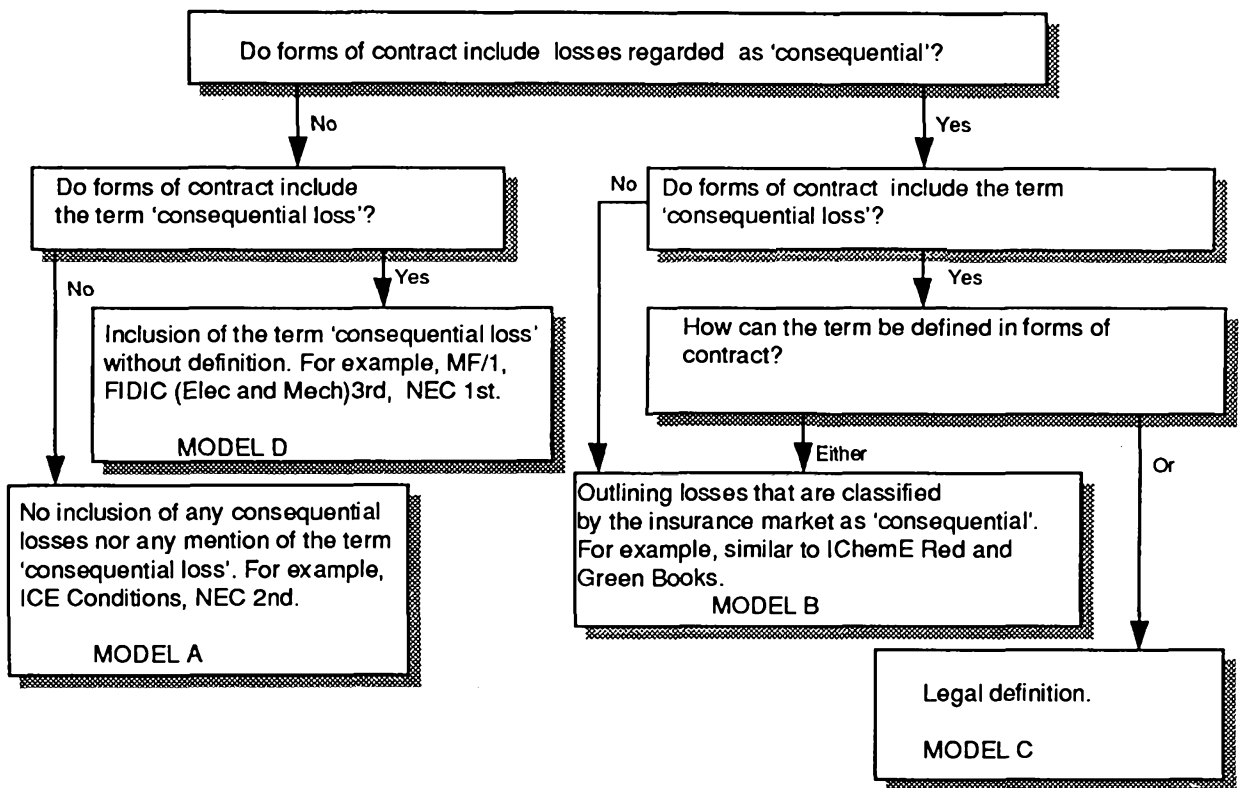 Do forms of contract include losses regarded as ‘consequential’?
No
Yes
Do forms of contract include
the term ‘consequential loss’?
No
Do forms of contract include the term
‘consequential loss’?
No
Yes
Yes
Inclusion of the term ‘consequential loss’
without definition. For example, MF/1,
FIDIC (Elec and Mech)3rd, NEC 1st.
MODEL D
How can the term be defined in forms of
contract?
Either
Or
No inclusion of any consequential
losses nor any mention of the term
‘consequential loss’. For example,
ICE Conditions, NEC 2nd.
MODEL A
Outlining losses that are classified
by the insurance market as ‘consequential’.
For example, similar to IChemE Red and
Green Books.
MODEL B
Legal definition.
MODEL C